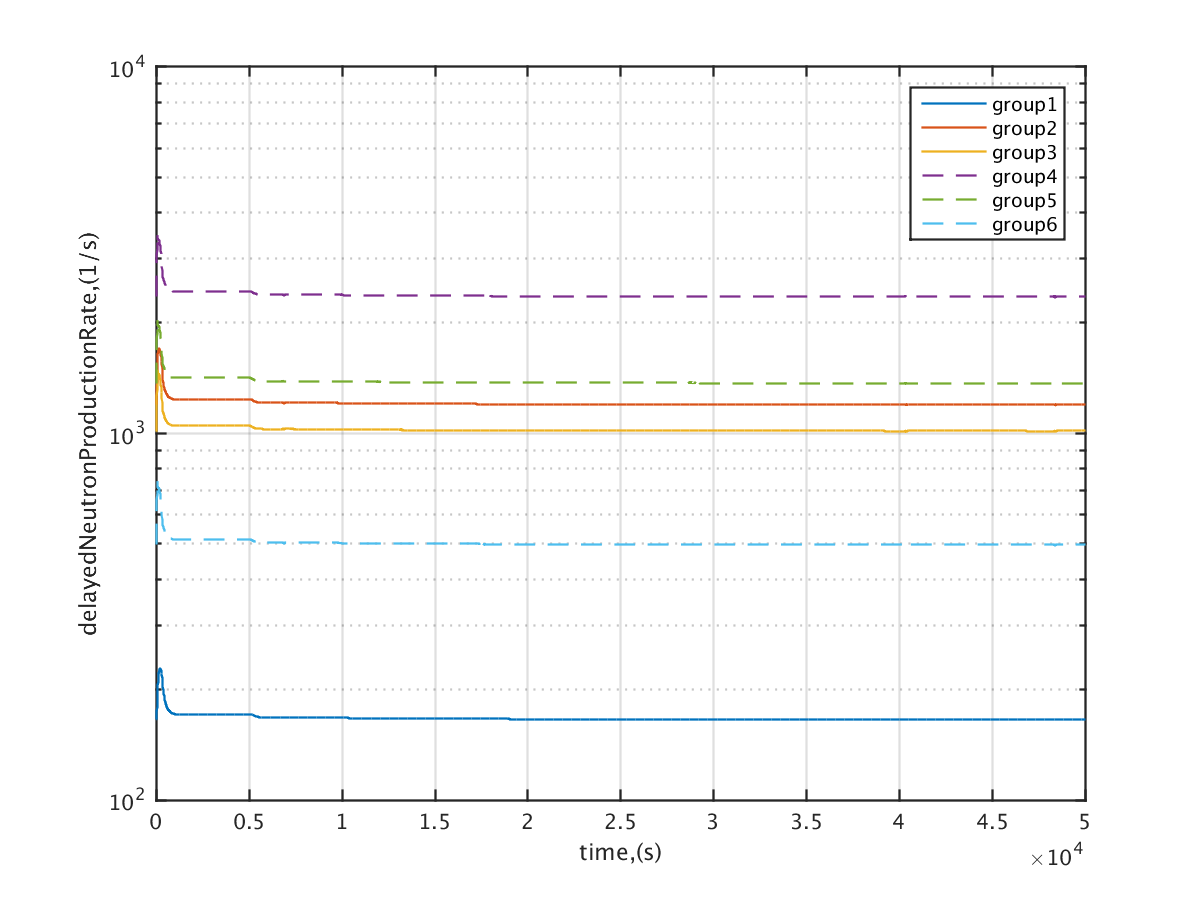 10^4
group1
group2
group3
group4
group5
group6
delayedNeutronProductionRate,(1/s)
10^3
10^2
0 0.5 1 1.5 2 2.5 3 3.5 4 4.5 5
time,(s)
×10^4